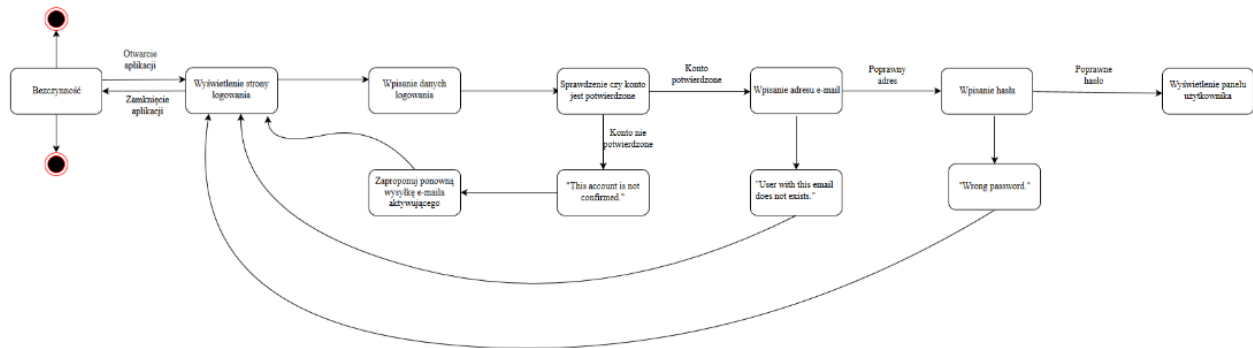 Otwarcie
aplikacji
Bezczynność
Zamknięcie
aplikacji
Wyświetlenie strony
logowania
Wpisanie danych
logowania
Sprawdzenie czy konto
jest potwierdzone
Konto
potwierdzone
Wpisanie adresu e-mail
Poprawny
adres
Wpisanie hasła
Poprawne
hasło
Wyświetlenie panelu
użytkownika
Konto nie
potwierdzone
Zaproponuj ponowną
wysyłkę e-maila
aktywującego
"This account is not
confirmed."
"User with this email
does not exists."
"Wrong password."